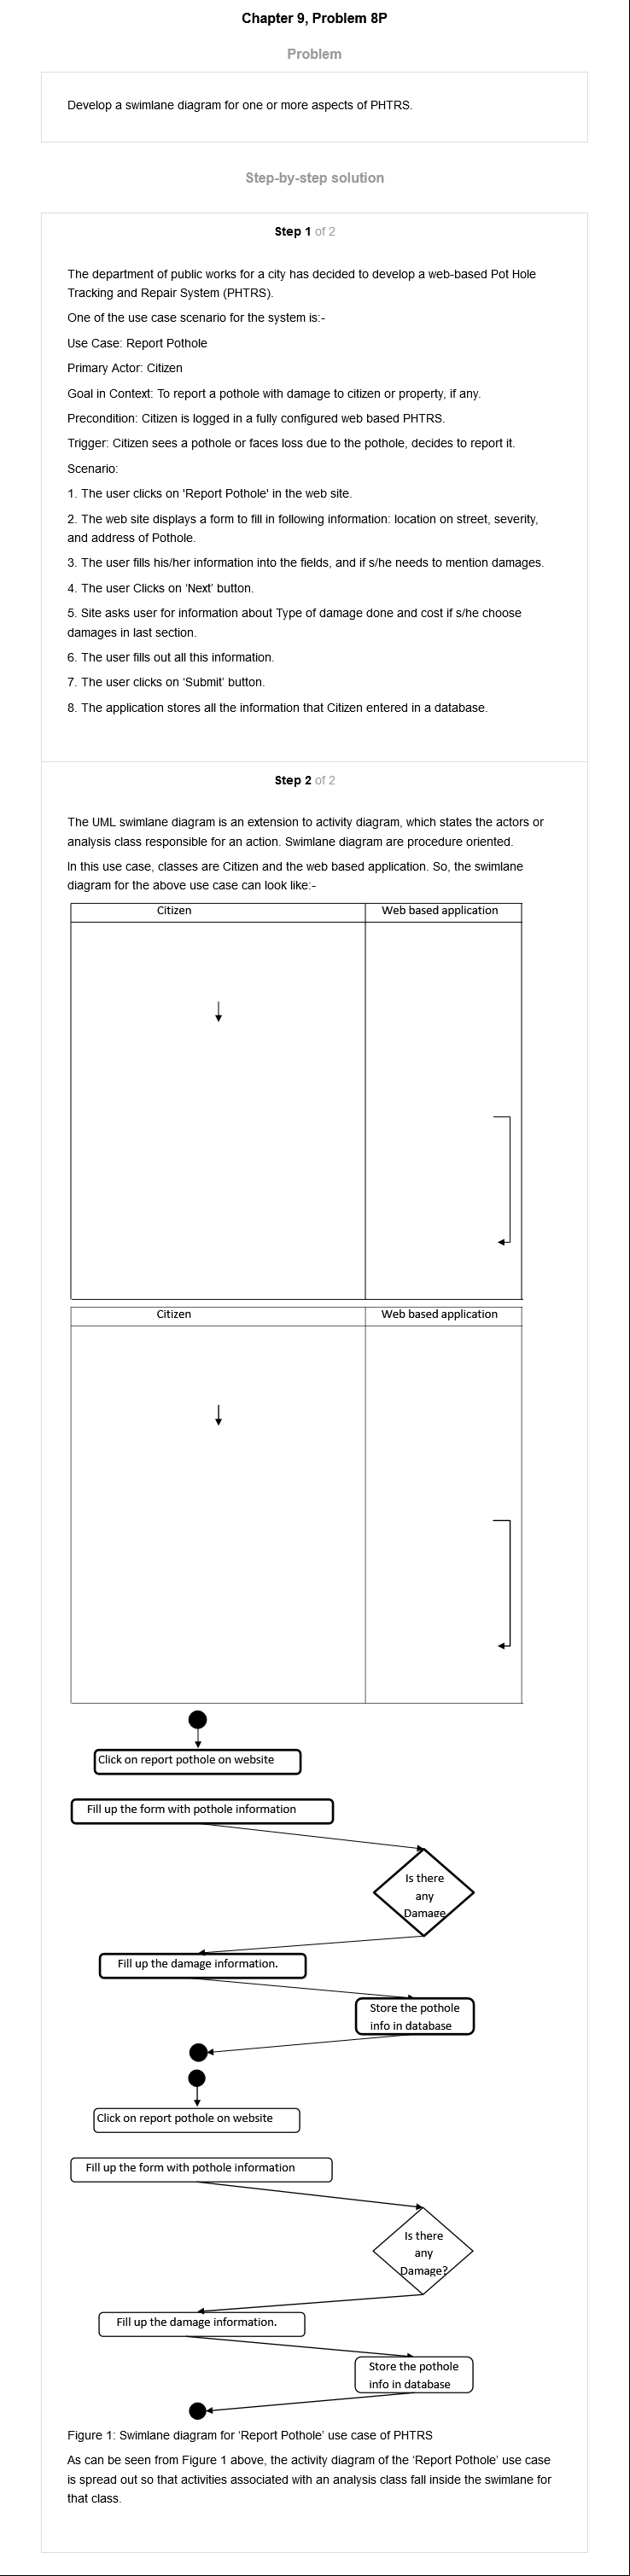 Chapter 9, Problem 8P
Problem
Develop a swimlane diagram for one or more aspects of PHTRS.
Step-by-step solution
Step 1 of 2
The department of public works for a city has decided to develop a web-based Pot Hole
Tracking and Repair System (PHTRS).
One of the use case scenario for the system is:-
Use Case: Report Pothole
Primary Actor: Citizen
Goal in Context: To report a pothole with damage to citizen or property, if any.
Precondition: Citizen is logged in a fully configured web based PHTRS.
Trigger: Citizen sees a pothole or faces loss due to the pothole, decides to report it.
Scenario:
1. The user clicks on 'Report Pothole' in the web site.
2. The web site displays a form to fill in following information: location on street, severity,
and address of Pothole.
3. The user fills his/her information into the fields, and if s/he needs to mention damages.
4. The user Clicks on ‘Next’ button.
5. Site asks user for information about Type of damage done and cost if s/he choose
damages in last section.
6. The user fills out all this information.
7. The user clicks on ‘Submit’ button.
8. The application stores all the information that Citizen entered in a database.
Step 2 of 2
The UML swimlane diagram is an extension to activity diagram, which states the actors or
analysis class responsible for an action. Swimlane diagram are procedure oriented.
In this use case, classes are Citizen and the web based application. So, the swimlane
diagram for the above use case can look like:-
Citizen Web based application
Citizen Web based application
Click on report pothole on website
Fill up the form with pothole information
Is there
any
Damage
Fill up the damage information.
Store the pothole
info in database
Click on report pothole on website
Fill up the form with pothole information
Is there
any
Damage?
Fill up the damage information.
Store the pothole
info in database
Figure 1: Swimlane diagram for ‘Report Pothole’ use case of PHTRS
As can be seen from Figure 1 above, the activity diagram of the ‘Report Pothole’ use case
is spread out so that activities associated with an analysis class fall inside the swimlane for
that class.